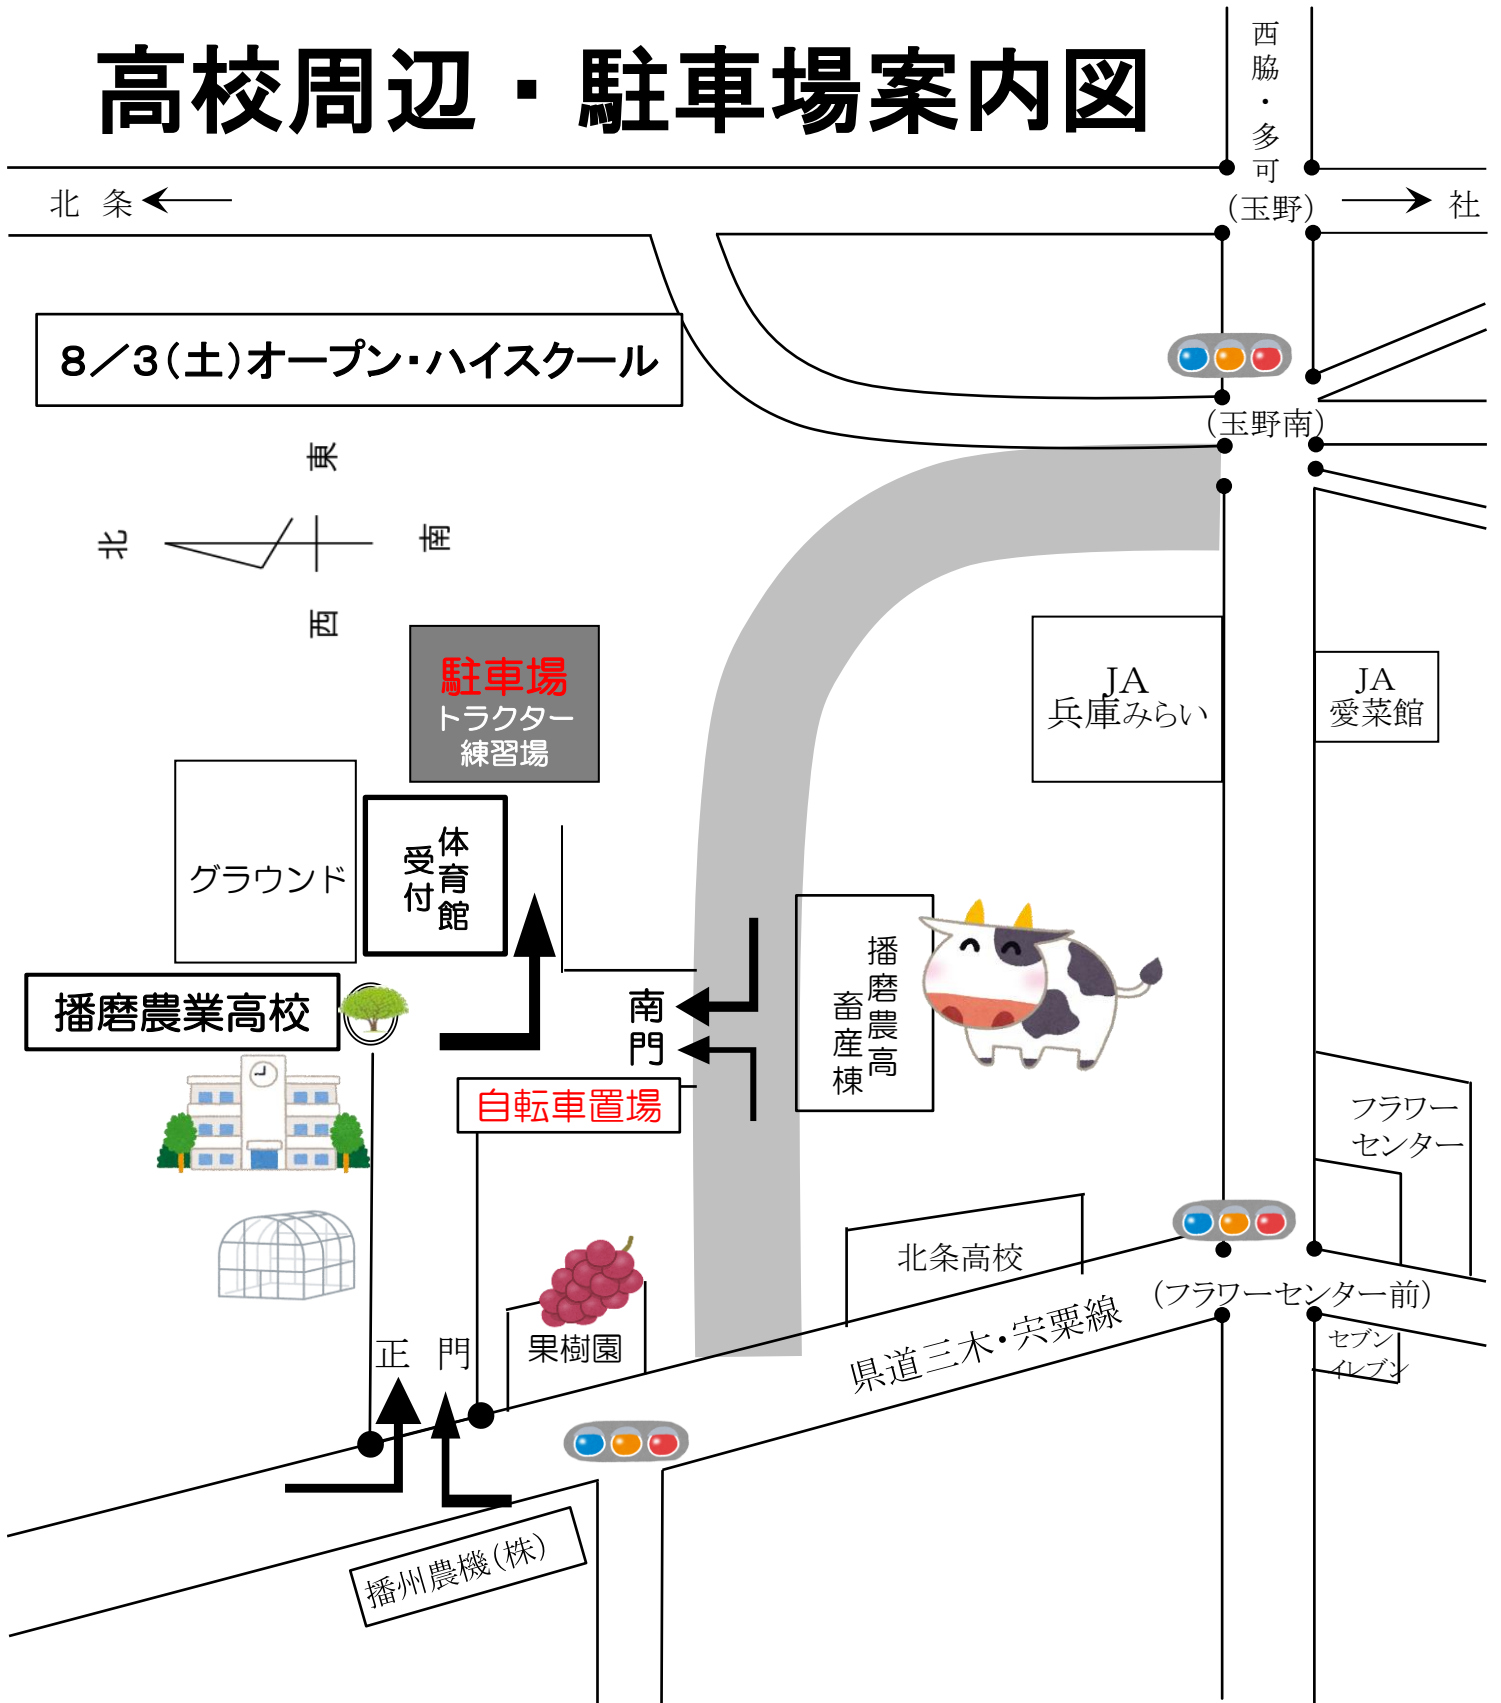 高校周辺・駐車場案内図
西脇・多可
北 条
(玉野)
社
8/3(土)オープン・ハイスクール
(玉野南)
東
北
南
西
駐車場
トラクター
練習場
JA
兵庫みらい
JA
愛菜館
グラウンド
体育館
受付
播磨農業高校
南門
播磨農高
畜産棟
自転車置場
フラワー
センター
北条高校
(フラワーセンター前)
県道三木・宍粟線
セブン
イレブン
果樹園
正 門
播州農機(株)